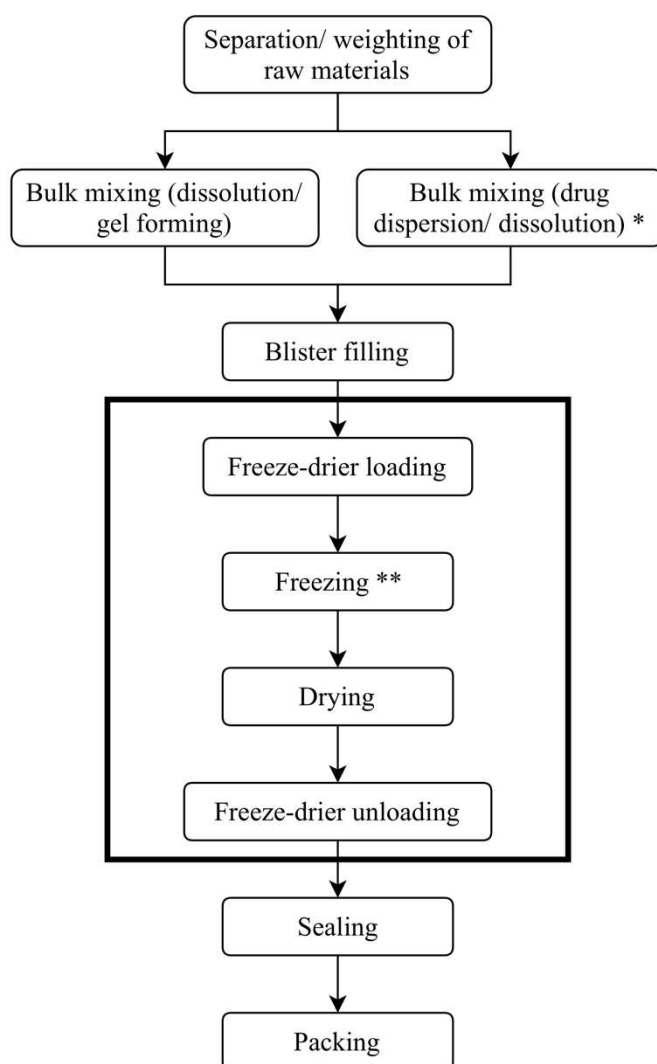 Separation/ weighting of
raw materials
Bulk mixing (dissolution/
gel forming)
Bulk mixing (drug
dispersion/ dissolution) *
Blister filling
Freeze-drier loading
Freezing **
Drying
Freeze-drier unloading
Sealing
Packing